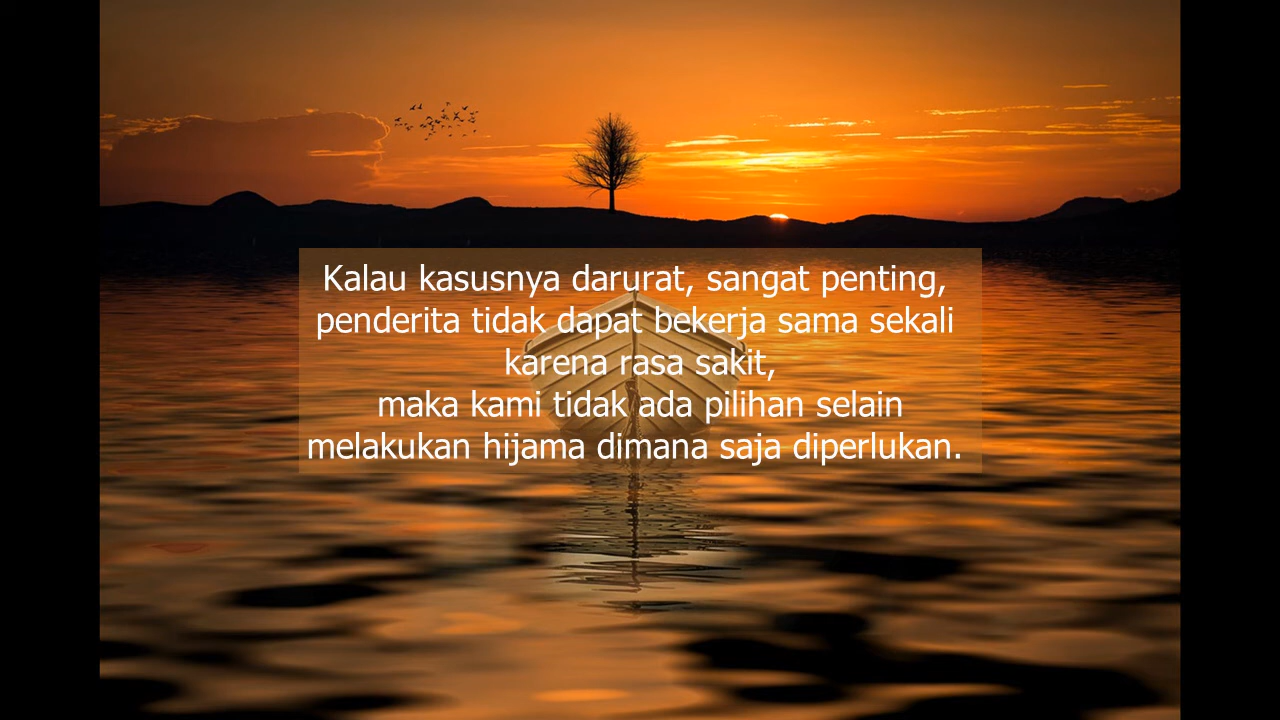 Kalau kasusnya darurat, sangat penting,
penderita tidak dapat bekerja sama sekali
karena rasa sakit,
maka kami tidak ada pilihan selain
melakukan hijama dimana saja diperlukan.